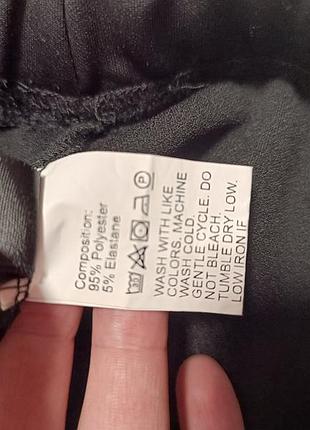 Composition:
95% Polyester
5% Elastane
WASH WITH LIKE
COLORS. MACHINE
WASH COLD.
GENTLE CYCLE. DO
NOT BLEACH.
TUMBLE DRY LOW.
LOW IRON IF